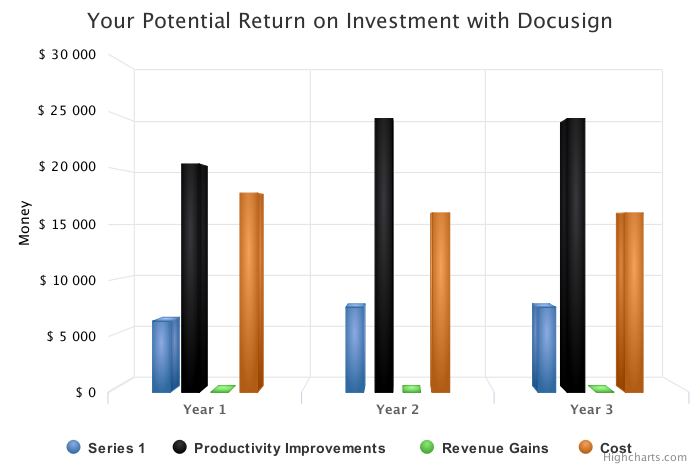 Your Potential Return on Investment with Docusign
$ 30 000
$ 25 000
$ 20 000
$ 15 000
$ 10 000
$ 5 000
$ 0
Money
Year 1 Year 2 Year 3
Series 1 Productivity Improvements Revenue Gains Cost
Highcharts.com